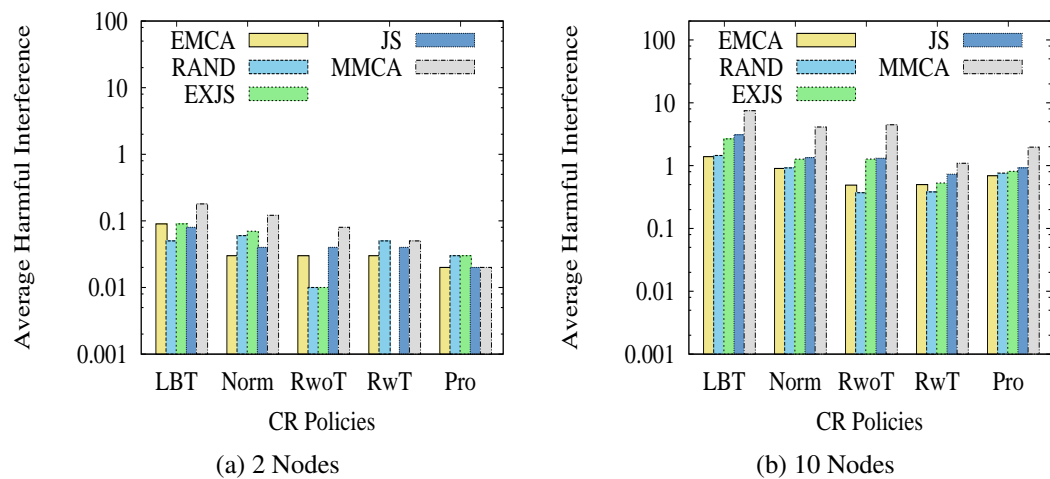 Average Harmful Interference
100
10
1
0.1
0.01
0.001
EMCA
RAND
EXJS
JS
MMCA
LBT Norm RwoT RwT Pro
CR Policies
(a) 2 Nodes
Average Harmful Interference
100
10
1
0.1
0.01
0.001
EMCA
RAND
EXJS
JS
MMCA
LBT Norm RwoT RwT Pro
CR Policies
(b) 10 Nodes